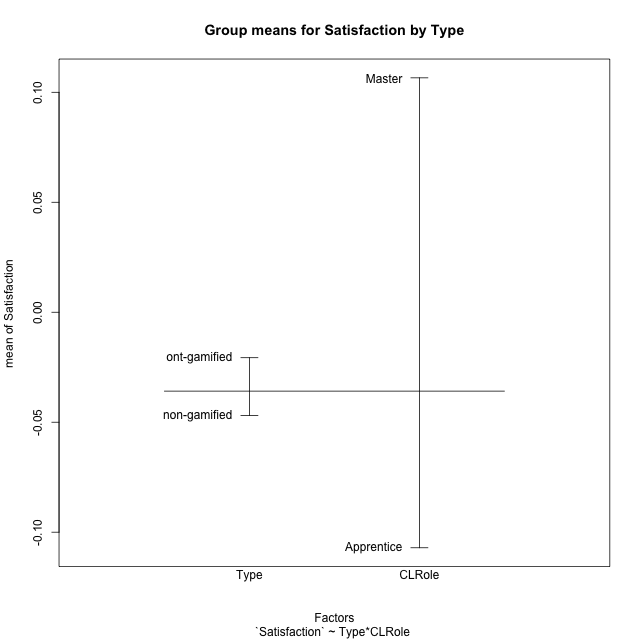 Group means for Satisfaction by Type
mean of Satisfaction
0.10
0.05
0.00
-0.05
-0.10
Master
ont-gamified
non-gamified
Apprentice
Type
CLRole
Factors
`Satisfaction` ~ Type*CLRole